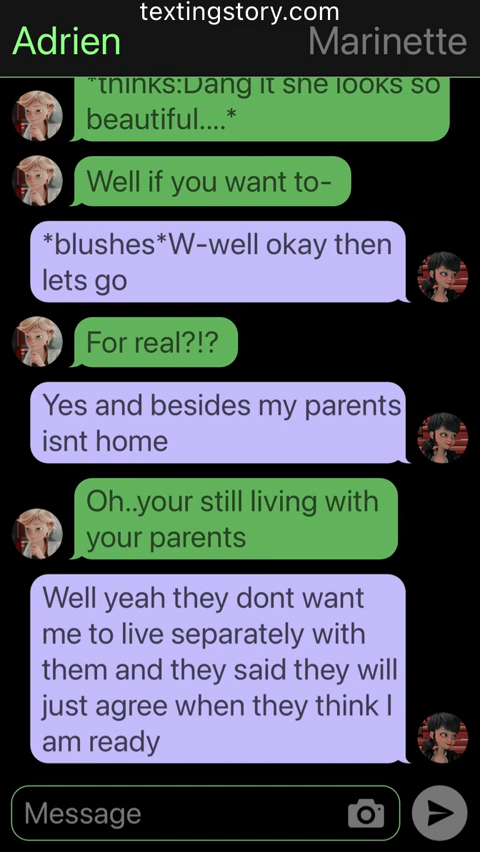 textingstory.com
Adrien
Marinette
*thinks:Dang it she looks so
beautiful....*
Well if you want to-
*blushes*W-well okay then
lets go
For real?!?
Yes and besides my parents
isnt home
Oh..your still living with
your parents
Well yeah they dont want
me to live separately with
them and they said they will
just agree when they think I
am ready
Message